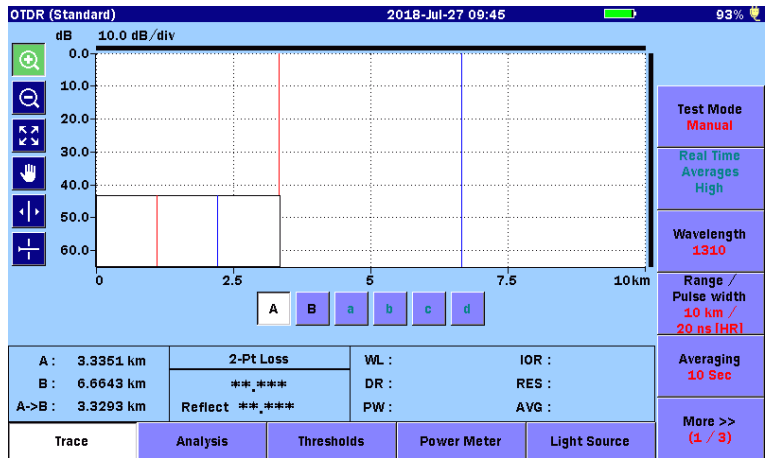 OTDR (Standard) 2018-Jul-27 09:45 93%
dB 10.0 dB/div
0.0
10.0
20.0
30.0
40.0
50.0
60.0
0 2.5 5 7.5 10km
A B a b c d
A : 3.3351 km
B : 6.6643 km
A->B : 3.3293 km
2-Pt Loss
**.***
Reflect **.***
WL : IOR :
DR : RES :
PW : AVG :
Test Mode
Manual
Real Time
Averages
High
Wavelength
1310
Range /
Pulse width
10 km /
20 ns [HR]
Averaging
10 Sec
More >>
(1 / 3)
Trace Analysis Thresholds Power Meter Light Source